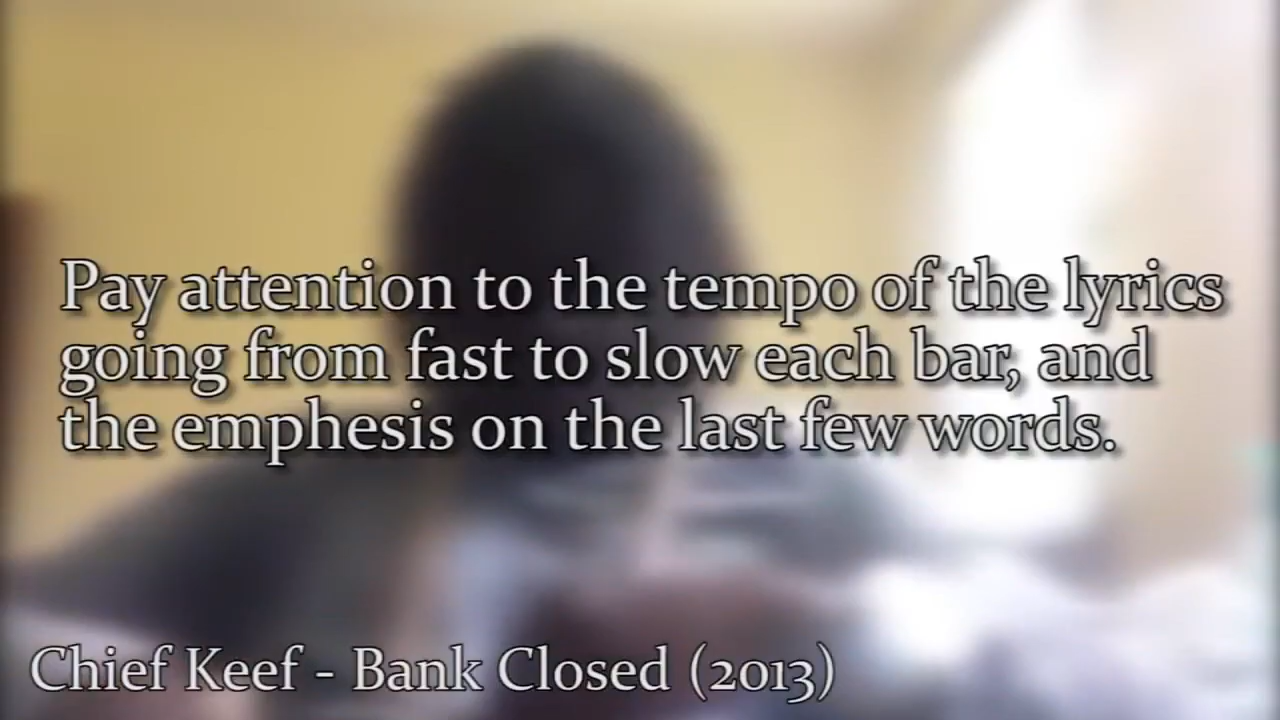 Pay attention to the tempo of the lyrics
going from fast to slow each bar, and
the emphesis on the last few words.
Chief Keef - Bank Closed (2013)